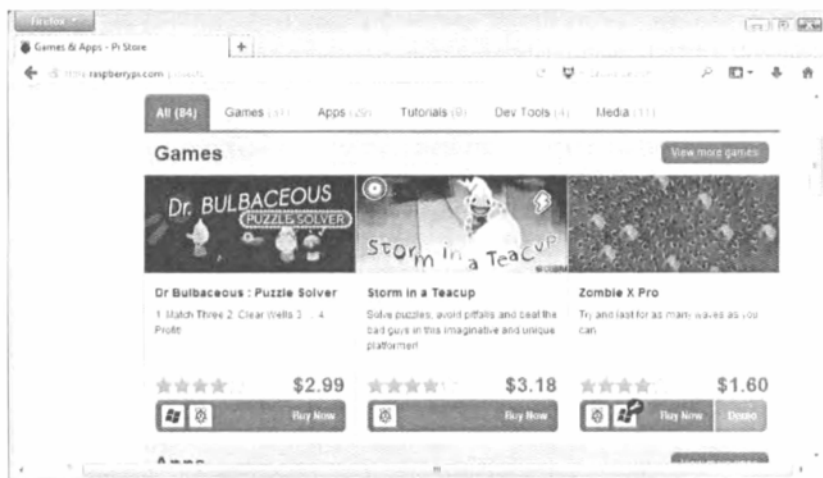 Firefox
Games & Apps - Pi Store
+
raspberrypi.com
All (84)
Games
Apps
Tutorials (9)
Dev Tools (4)
Media (11)
Games
View more games
Dr. BULBACEOUS
PUZZLE SOLVER
Storm in a Teacup
Dr Bulbaceous : Puzzle Solver
Storm in a Teacup
Zombie X Pro
1. Match Three 2. Clear Wells 3. ... 4.
Profit!
Solve puzzles, avoid pitfalls and beat the
bad guys in this imaginative and unique
platformer!
Try and last for as many waves as you
can
$2.99
$3.18
$1.60
Buy Now
Buy Now
Buy Now
Demo